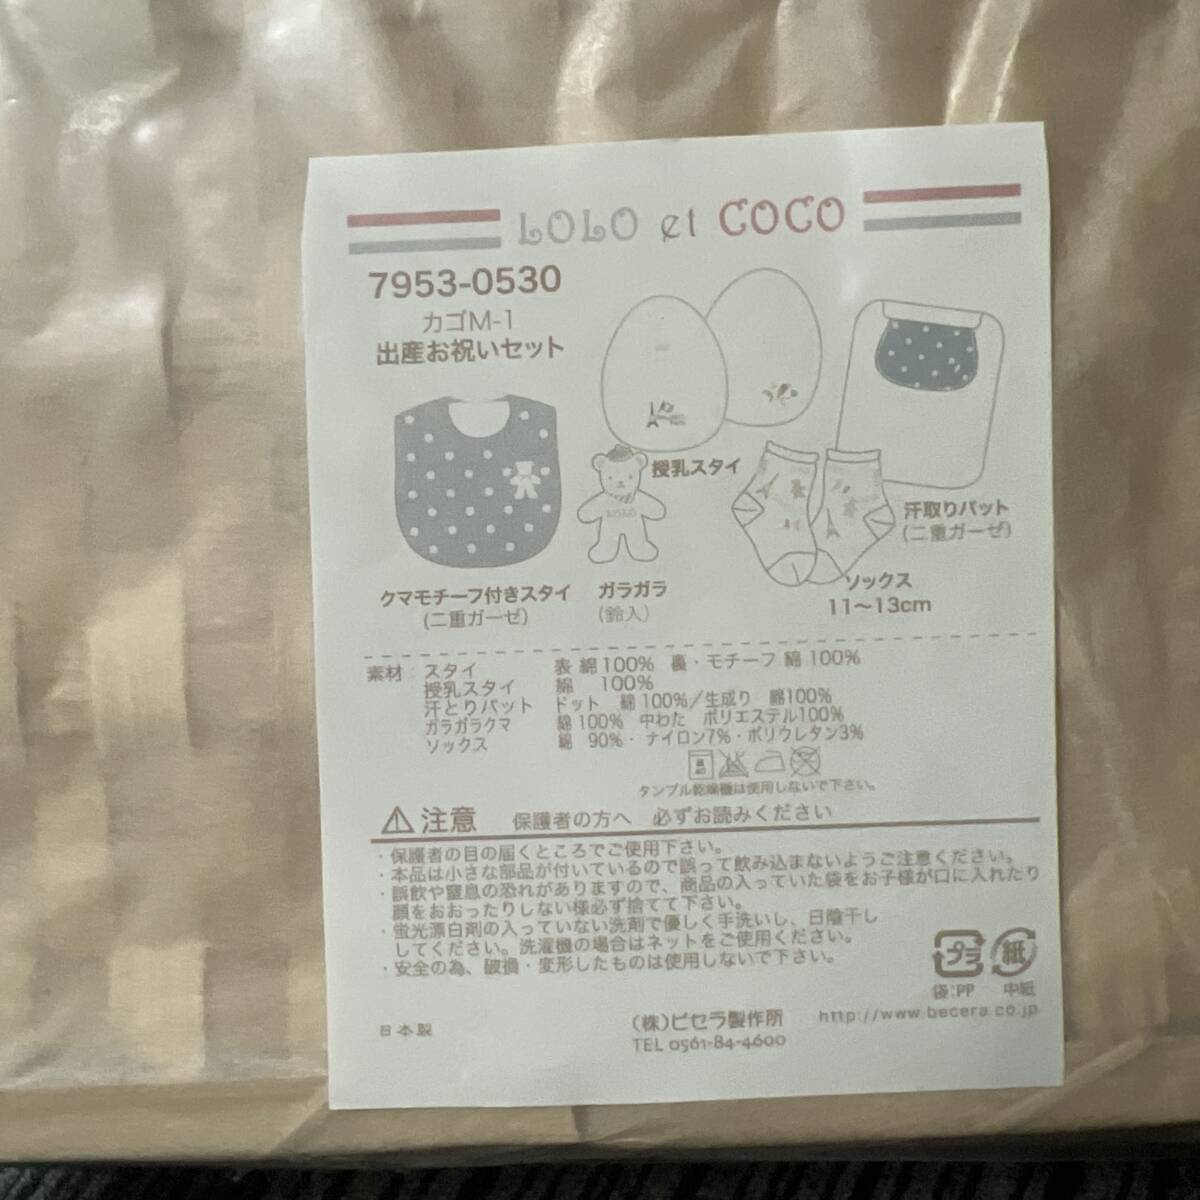 LOLO et COCO
7953-0530
カゴM-1
出産お祝いセット
授乳スタイ
汗取りパット
(二重ガーゼ)
クマモチーフ付きスタイ
(二重ガーゼ)
ガラガラ
(鈴入)
ソックス
11〜13cm
素材: スタイ 表 綿100% 裏・モチーフ 綿100%
授乳スタイ 綿 100%
汗とりパット ドット 綿100%/生成り 綿100%
ガラガラクマ 綿100% 中わた ポリエステル100%
ソックス 綿 90%・ナイロン7%・ポリウレタン3%
タンブル乾燥機は使用しないで下さい。
注意 保護者の方へ 必ずお読みください
・保護者の目の届くところでご使用下さい。
・本品は小さな部品が付いているので誤って飲み込まないようご注意ください。
・誤飲や窒息の恐れがありますので、商品の入っていた袋をお子様が口に入れたり
顔をおおったりしない様必ず捨てて下さい。
・蛍光漂白剤の入っていない洗剤で優しく手洗いし、日陰干し
してください。洗濯機の場合はネットをご使用ください。
・安全の為、破損・変形したものは使用しないで下さい。
プラ 紙
袋:PP 中紙
日本製
(株)ビセラ製作所
TEL 0561-84-4600
http://www.becera.co.jp